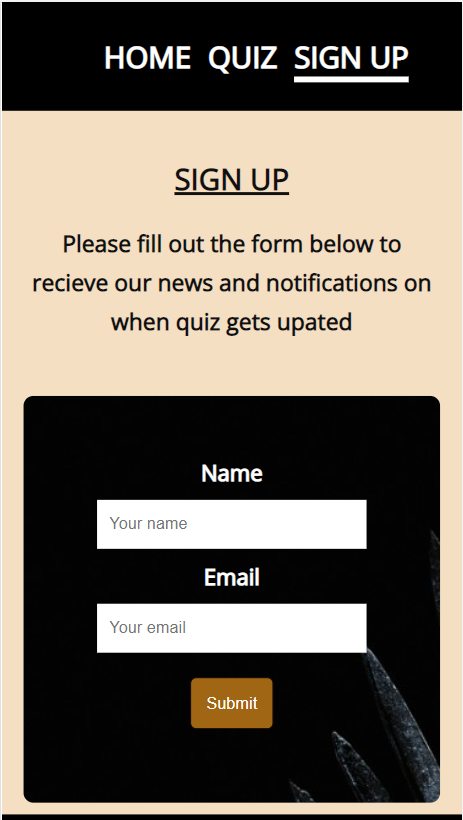 HOME QUIZ SIGN UP
SIGN UP
Please fill out the form below to
recieve our news and notifications on
when quiz gets upated
Name
Your name
Email
Your email
Submit